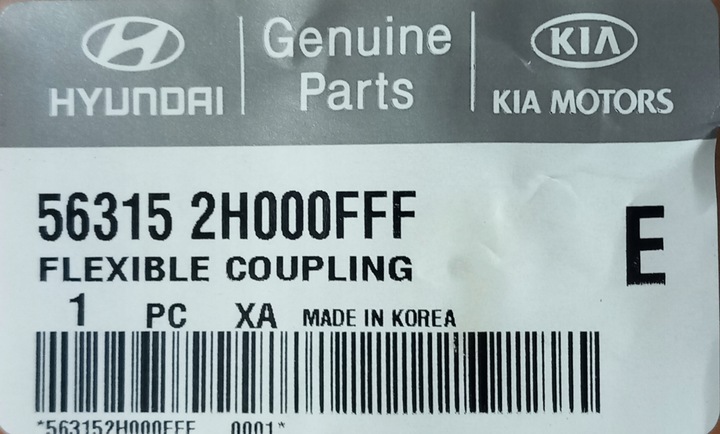 HYUNDAI
Genuine
Parts
KIA
KIA MOTORS
56315 2H000FFF
E
FLEXIBLE COUPLING
1 PC XA MADE IN KOREA
*563152H000FFF 0001*